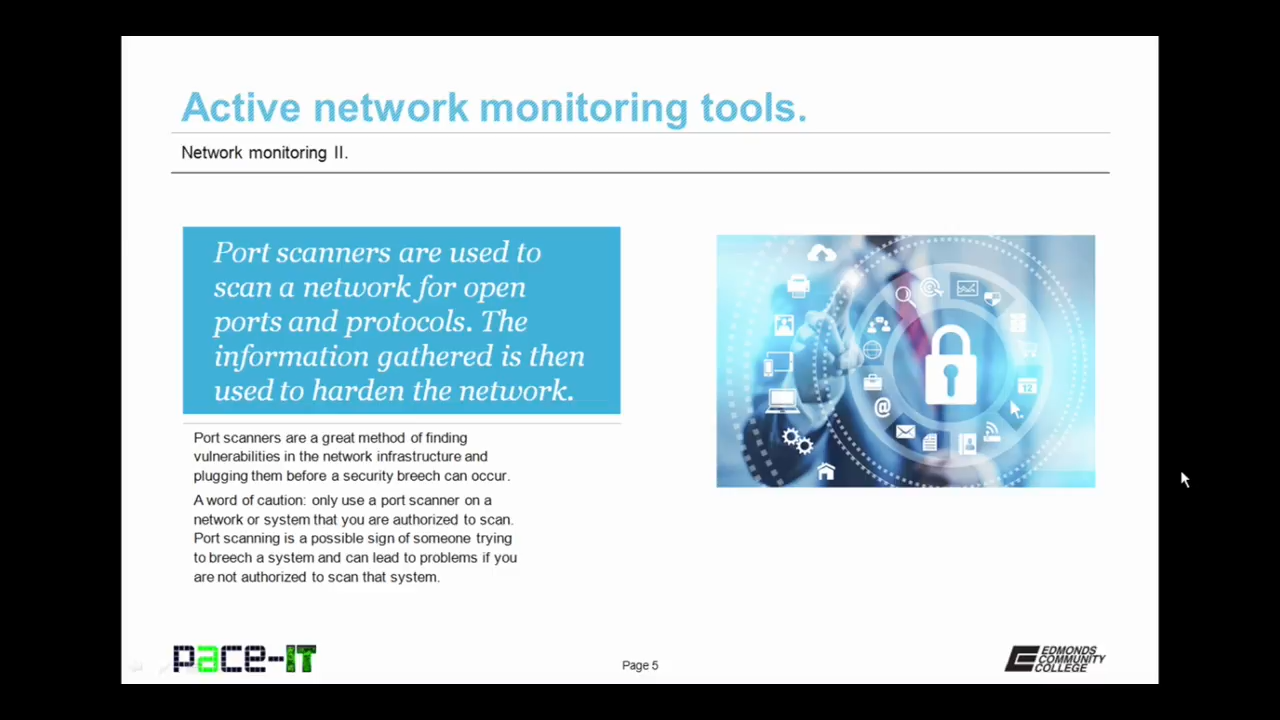 Active network monitoring tools.
Network monitoring II.
Port scanners are used to
scan a network for open
ports and protocols. The
information gathered is then
used to harden the network.
Port scanners are a great method of finding
vulnerabilities in the network infrastructure and
plugging them before a security breech can occur.
A word of caution: only use a port scanner on a
network or system that you are authorized to scan.
Port scanning is a possible sign of someone trying
to breech a system and can lead to problems if you
are not authorized to scan that system.
12
@
pace-IT
Page 5
EDMONDS
COMMUNITY
COLLEGE